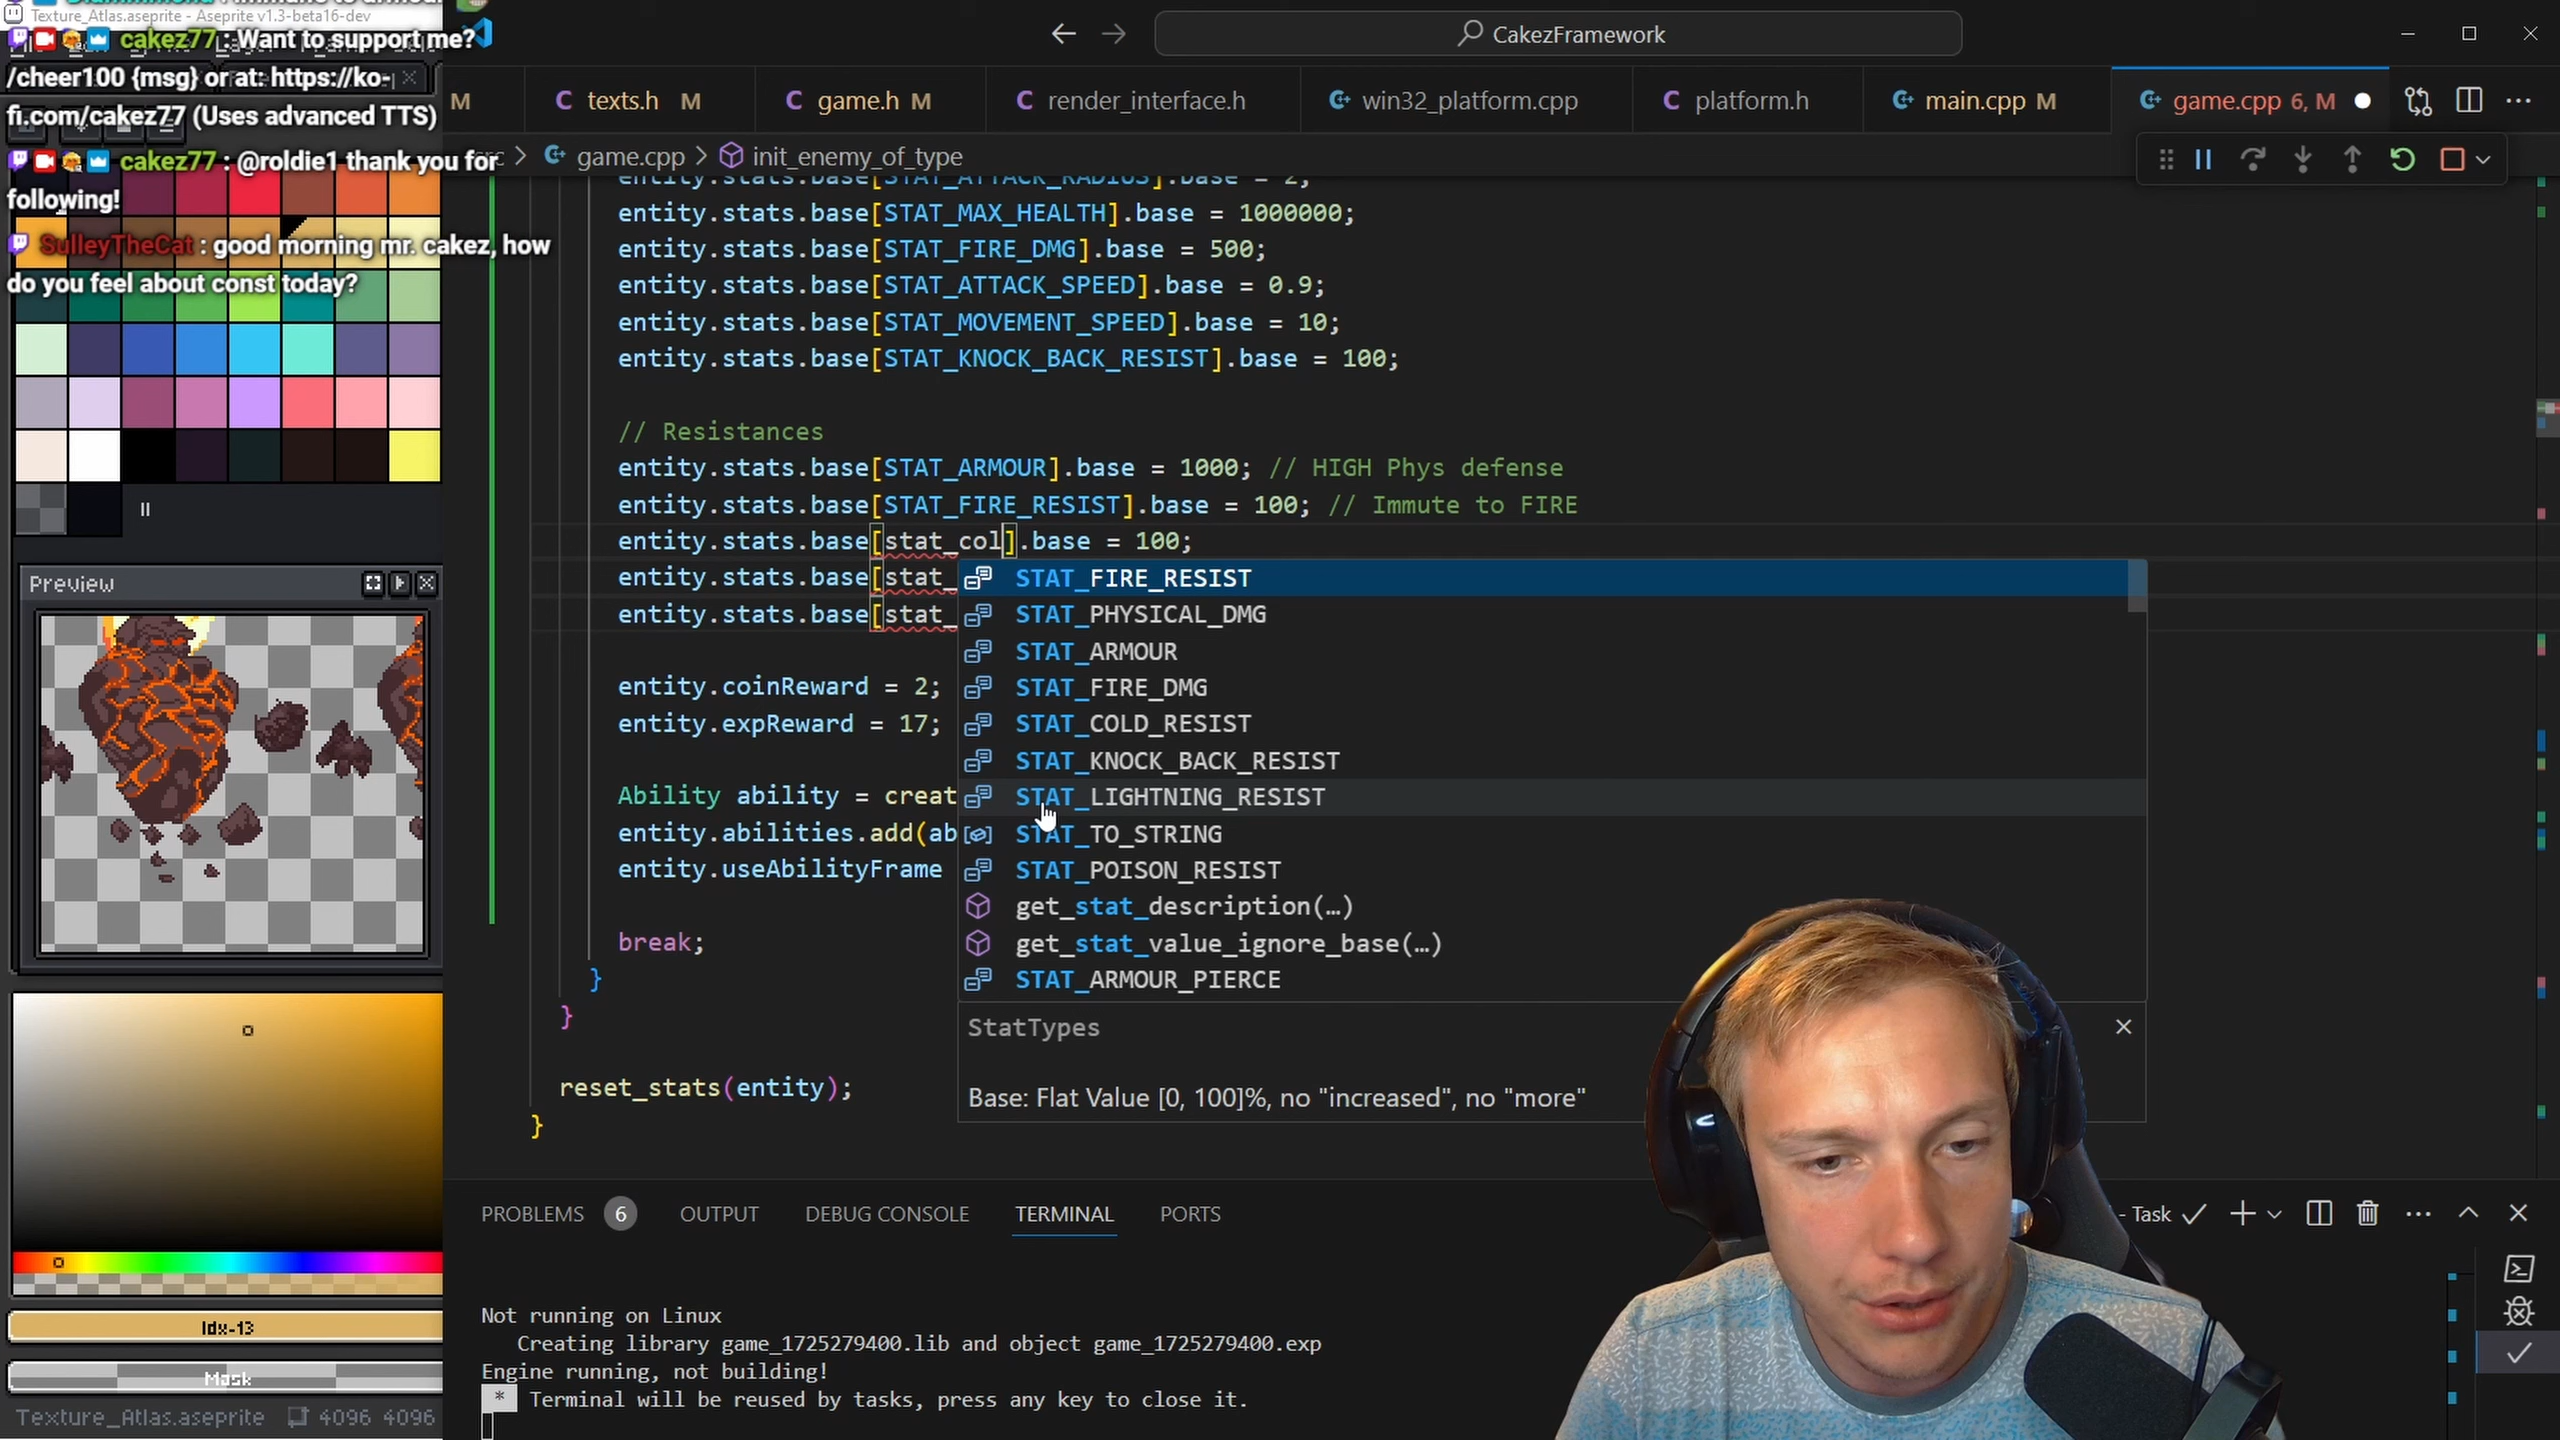 Texture_Atlas.aseprite - Aseprite v1.3-beta16-dev
cakez77 : Want to support me?
/cheer100 {msg} or at: https://ko-
fi.com/cakez77 (Uses advanced TTS)
cakez77 : @roldie1 thank you for
following!
SulleyTheCat : good morning mr. cakez, how
do you feel about const today?
Preview
Idx-13
Mask
Texture_Atlas.aseprite 4096 4096
CakezFramework
M
texts.h M
game.h M
render_interface.h
win32_platform.cpp
platform.h
main.cpp M
game.cpp 6, M
src > game.cpp > init_enemy_of_type
entity.stats.base[STAT_ATTACK_RADIUS].base = 2;
entity.stats.base[STAT_MAX_HEALTH].base = 1000000;
entity.stats.base[STAT_FIRE_DMG].base = 500;
entity.stats.base[STAT_ATTACK_SPEED].base = 0.9;
entity.stats.base[STAT_MOVEMENT_SPEED].base = 10;
entity.stats.base[STAT_KNOCK_BACK_RESIST].base = 100;
// Resistances
entity.stats.base[STAT_ARMOUR].base = 1000; // HIGH Phys defense
entity.stats.base[STAT_FIRE_RESIST].base = 100; // Immute to FIRE
entity.stats.base[stat_col].base = 100;
entity.stats.base[stat_
entity.stats.base[stat_
STAT_FIRE_RESIST
STAT_PHYSICAL_DMG
STAT_ARMOUR
STAT_FIRE_DMG
STAT_COLD_RESIST
STAT_KNOCK_BACK_RESIST
STAT_LIGHTNING_RESIST
STAT_TO_STRING
STAT_POISON_RESIST
get_stat_description(…)
get_stat_value_ignore_base(…)
STAT_ARMOUR_PIERCE
StatTypes
Base: Flat Value [0, 100]%, no "increased", no "more"
entity.coinReward = 2;
entity.expReward = 17;
Ability ability = creat
entity.abilities.add(ab
entity.useAbilityFrame
break;
}
}
reset_stats(entity);
}
PROBLEMS 6 OUTPUT DEBUG CONSOLE TERMINAL PORTS
- Task
Not running on Linux
Creating library game_1725279400.lib and object game_1725279400.exp
Engine running, not building!
* Terminal will be reused by tasks, press any key to close it.